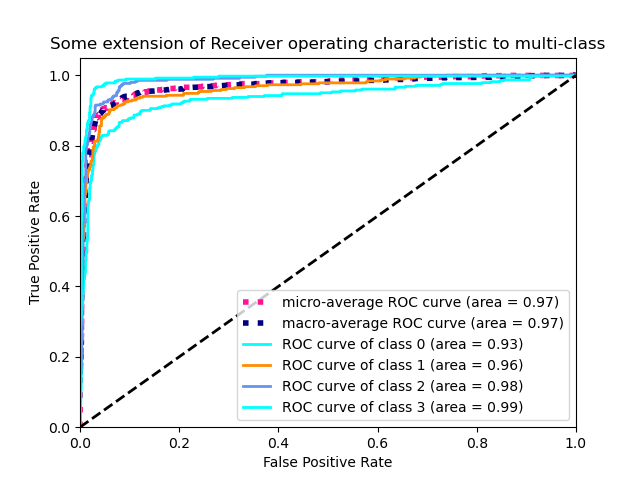 Some extension of Receiver operating characteristic to multi-class
1.0
0.8
0.6
0.4
0.2
0.0
True Positive Rate
micro-average ROC curve (area = 0.97)
macro-average ROC curve (area = 0.97)
ROC curve of class 0 (area = 0.93)
ROC curve of class 1 (area = 0.96)
ROC curve of class 2 (area = 0.98)
ROC curve of class 3 (area = 0.99)
0.0 0.2 0.4 0.6 0.8 1.0
False Positive Rate